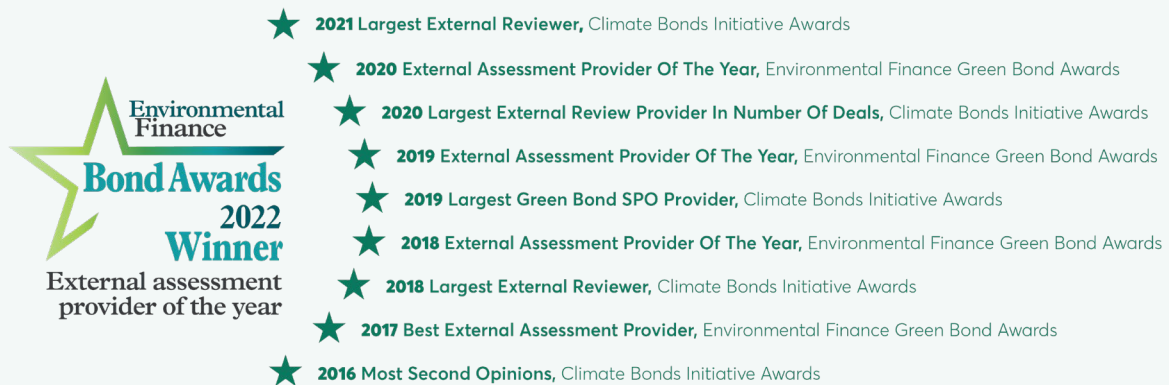 Environmental
Finance
Bond Awards
2022
Winner
External assessment
provider of the year
2021 Largest External Reviewer, Climate Bonds Initiative Awards
2020 External Assessment Provider Of The Year, Environmental Finance Green Bond Awards
2020 Largest External Review Provider In Number Of Deals, Climate Bonds Initiative Awards
2019 External Assessment Provider Of The Year, Environmental Finance Green Bond Awards
2019 Largest Green Bond SPO Provider, Climate Bonds Initiative Awards
2018 External Assessment Provider Of The Year, Environmental Finance Green Bond Awards
2018 Largest External Reviewer, Climate Bonds Initiative Awards
2017 Best External Assessment Provider, Environmental Finance Green Bond Awards
2016 Most Second Opinions, Climate Bonds Initiative Awards